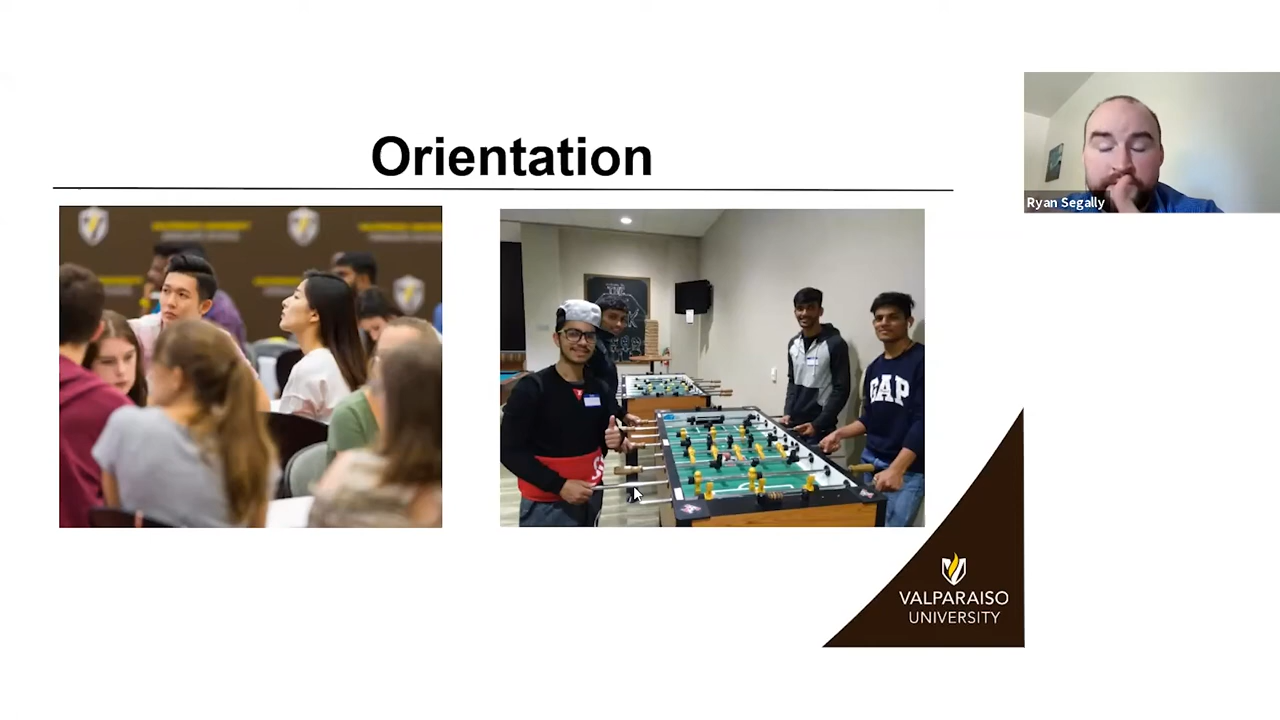 Orientation
Ryan Segally
GAP
VALPARAISO
UNIVERSITY